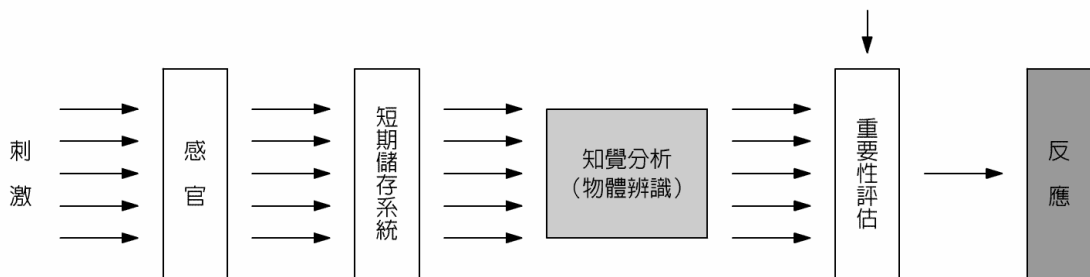 刺激
感官
短期儲存系統
知覺分析
（物體辨識）
重要性評估
反應